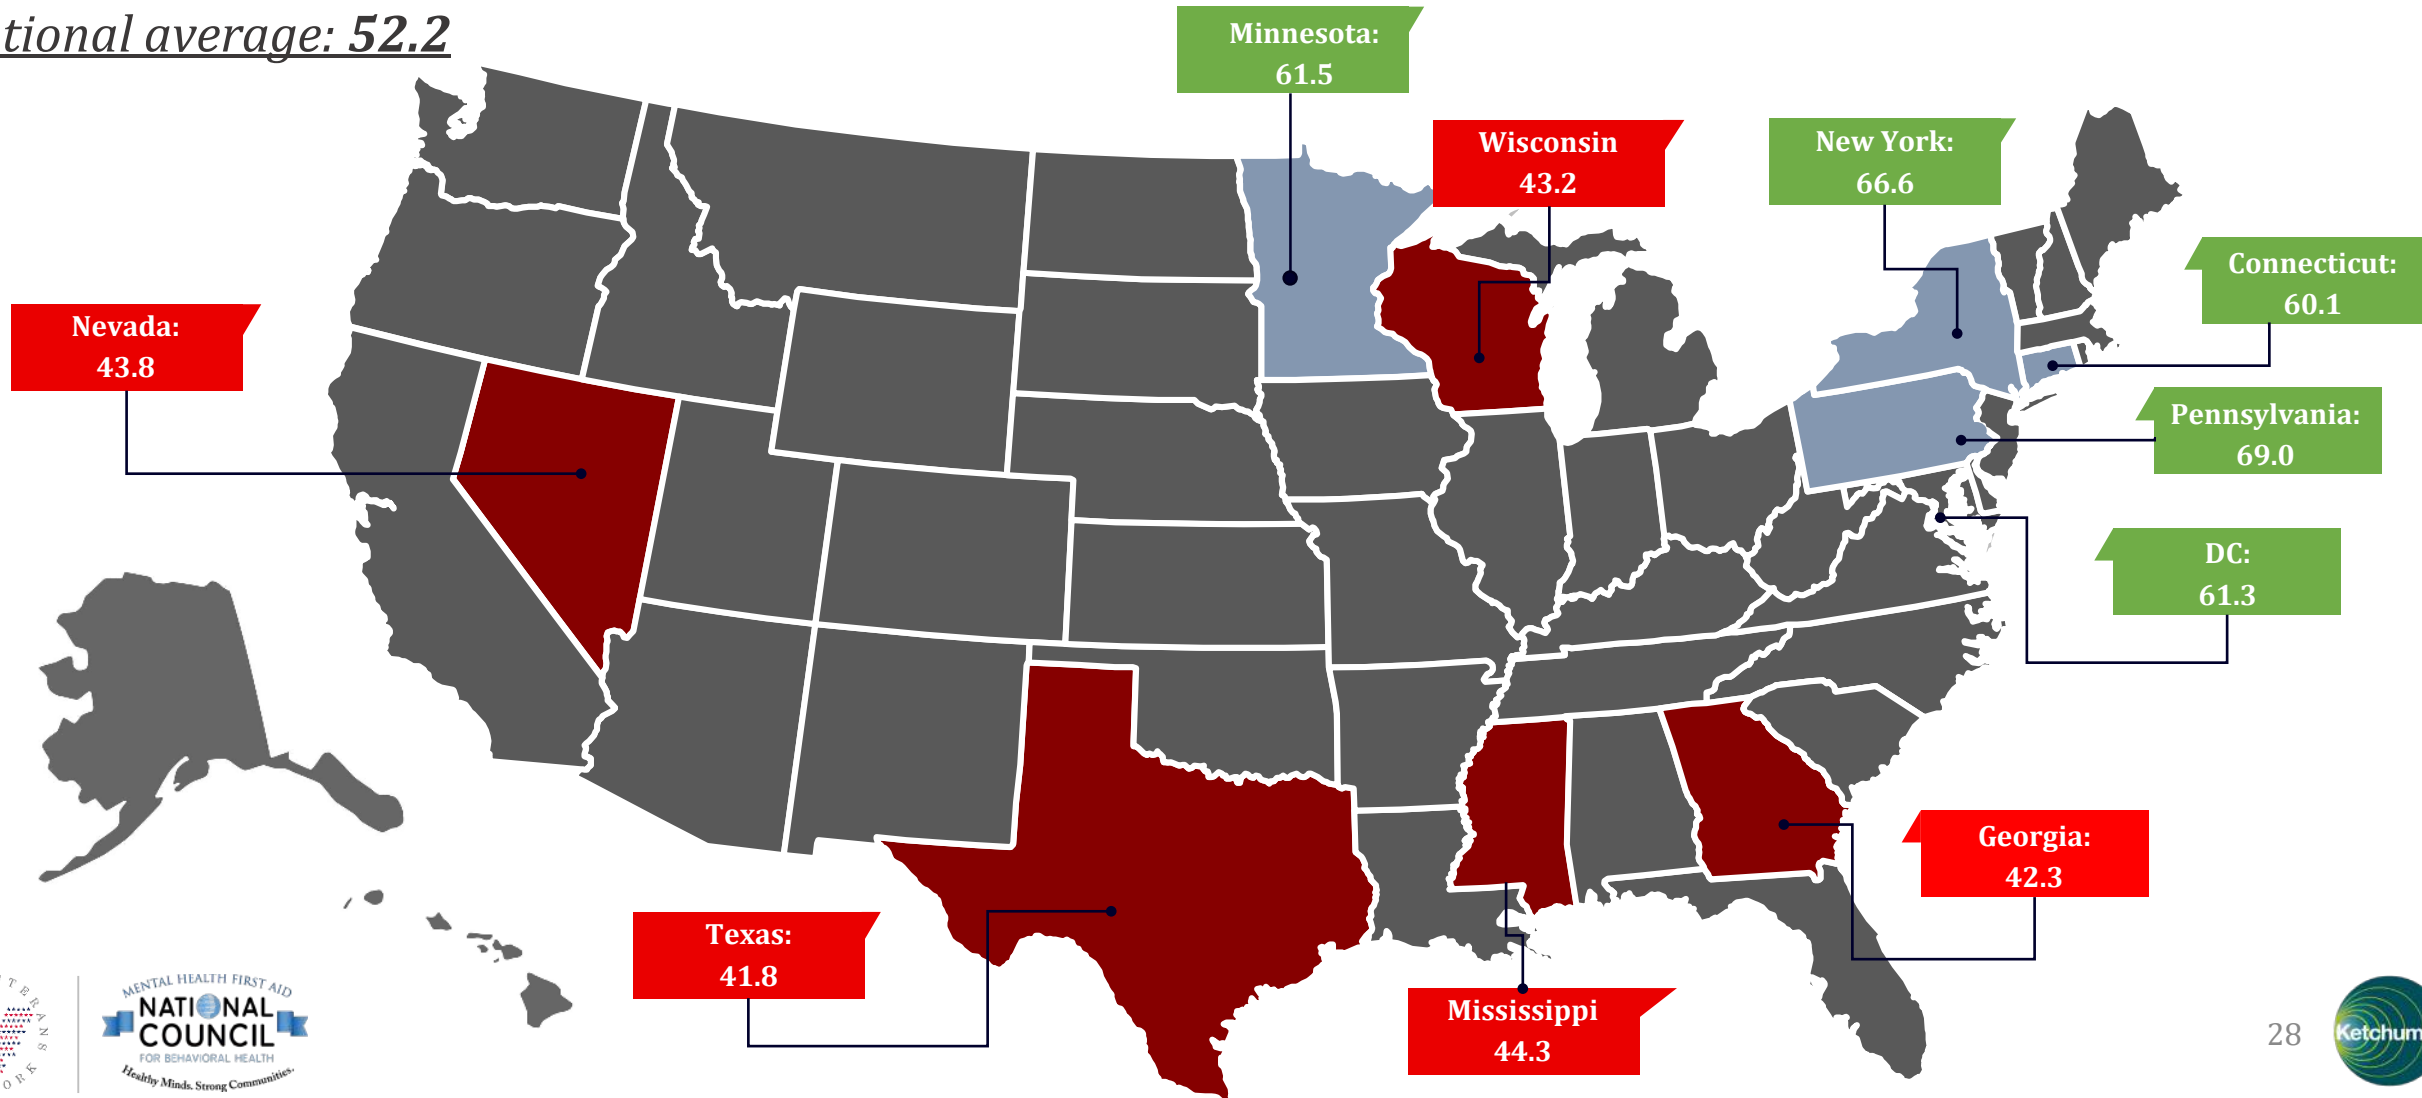 tional average: 52.2
Minnesota:
61.5
Wisconsin
43.2
New York:
66.6
Connecticut:
60.1
Nevada:
43.8
Pennsylvania:
69.0
DC:
61.3
Georgia:
42.3
Texas:
41.8
Mississippi
44.3
MENTAL HEALTH FIRST AID
NATIONAL
COUNCIL
FOR BEHAVIORAL HEALTH
Healthy Minds. Strong Communities.
28
Ketchum